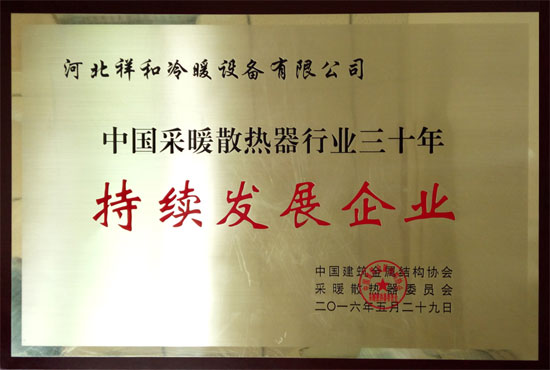 河北祥和冷暖设备有限公司
中国采暖散热器行业三十年
持续发展企业
中国建筑金属结构协会
采暖散热器委员会
二〇一六年五月二十九日